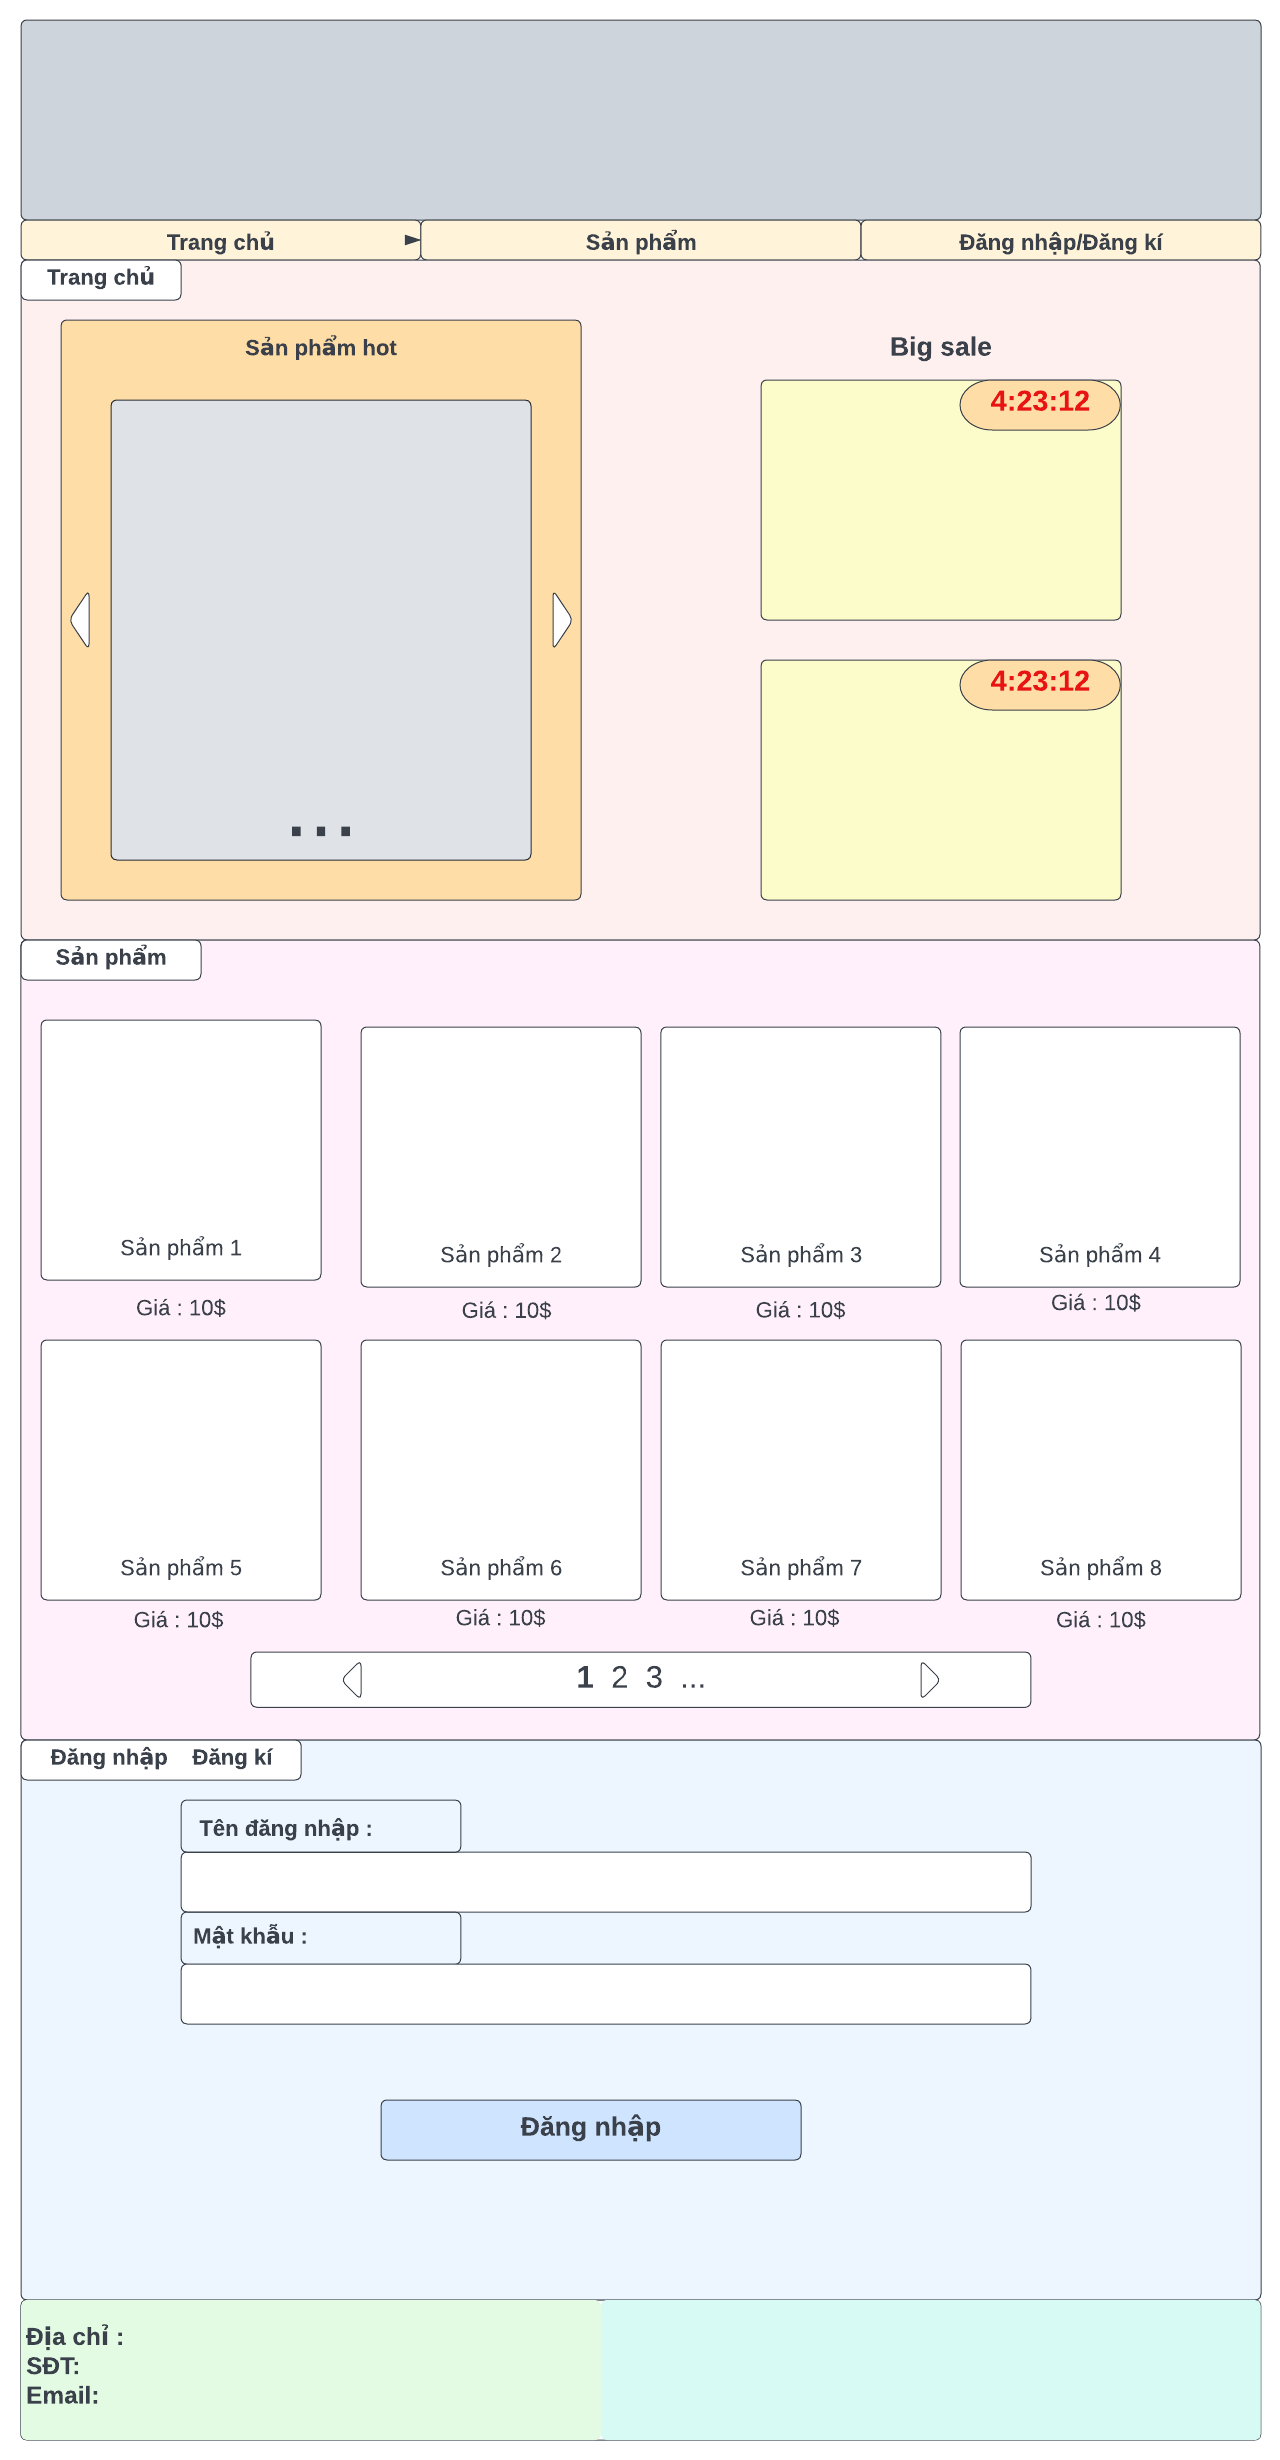 Trang chủ
Sản phẩm
Đăng nhập/Đăng kí
Trang chủ
Sản phẩm hot
...
Big sale
4:23:12
4:23:12
Sản phẩm
Sản phẩm 1
Sản phẩm 2
Sản phẩm 3
Sản phẩm 4
Giá : 10$
Giá : 10$
Giá : 10$
Giá : 10$
Sản phẩm 5
Sản phẩm 6
Sản phẩm 7
Sản phẩm 8
Giá : 10$
Giá : 10$
Giá : 10$
Giá : 10$
1 2 3 ...
Đăng nhập Đăng kí
Tên đăng nhập :
Mật khẫu :
Đăng nhập
Địa chỉ :
SĐT:
Email: